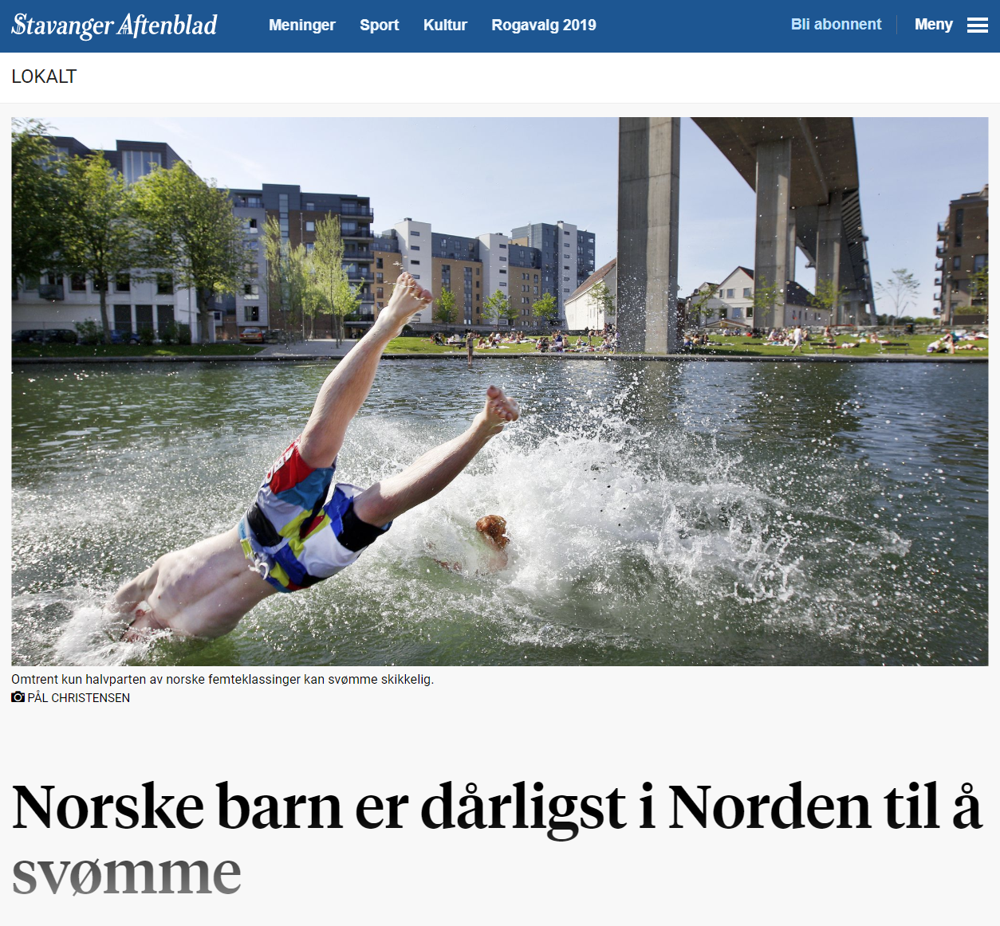 Stavanger Aftenblad
Meninger Sport Kultur Rogavalg 2019 Bli abonnent Meny
LOKALT
Omtrent kun halvparten av norske femteklassinger kan svømme skikkelig.
PÅL CHRISTENSEN
Norske barn er dårligst i Norden til å
svømme